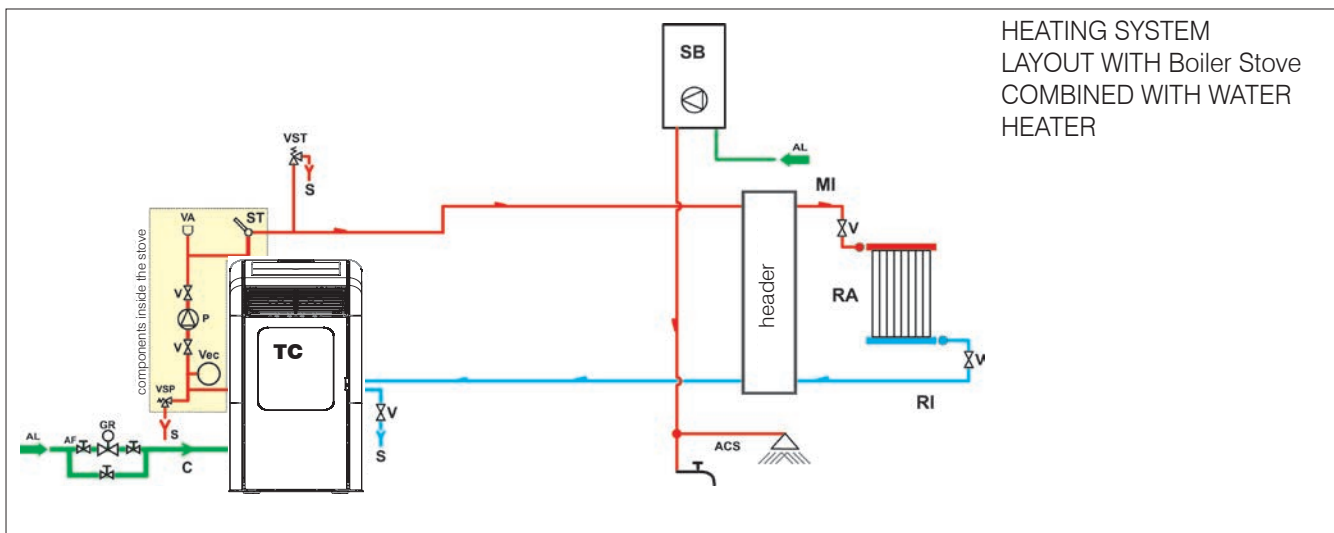 HEATING SYSTEM
LAYOUT WITH Boiler Stove
COMBINED WITH WATER
HEATER
SB
AL
VST
S
MI
V
VA
ST
components inside the stove
V
P
V
Vec
VSP
S
TC
header
RA
V
RI
V
S
AL
AF
GR
C
ACS